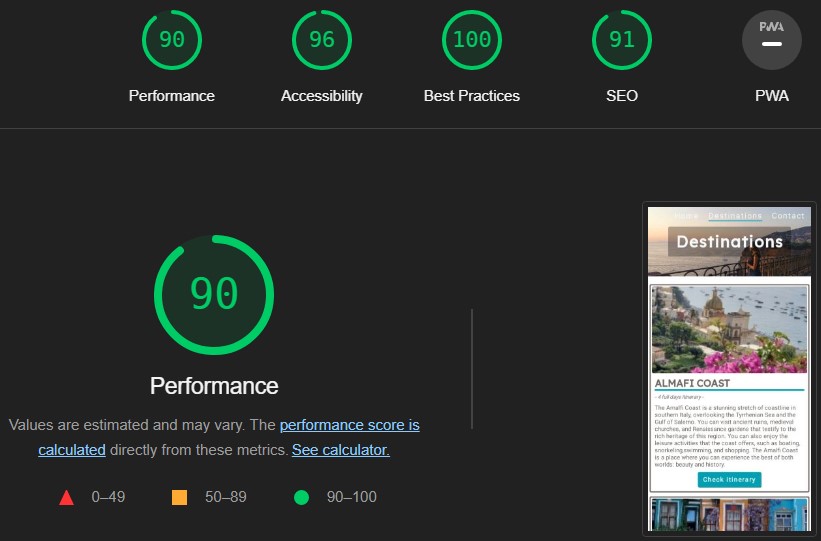 90
96
100
91
PWA
Performance
Accessibility
Best Practices
SEO
PWA
90
Performance
Values are estimated and may vary. The performance score is
calculated directly from these metrics. See calculator.
0–49
50–89
90–100
Home Destinations Contact
Destinations
ALMAFI COAST
- 4 full days itinerary -
The Amalfi Coast is a stunning stretch of coastline in
southern Italy, overlooking the Tyrrhenian Sea and the
Gulf of Salerno. You can visit ancient ruins, medieval
churches, and Renaissance gardens that testify to the
rich heritage of this region. You can also enjoy the
leisure activities that the coast offers, such as boating,
snorkeling,swimming, and shopping. The Amalfi Coast
is a place where you can experience the best of both
worlds: beauty and history.
Check itinerary